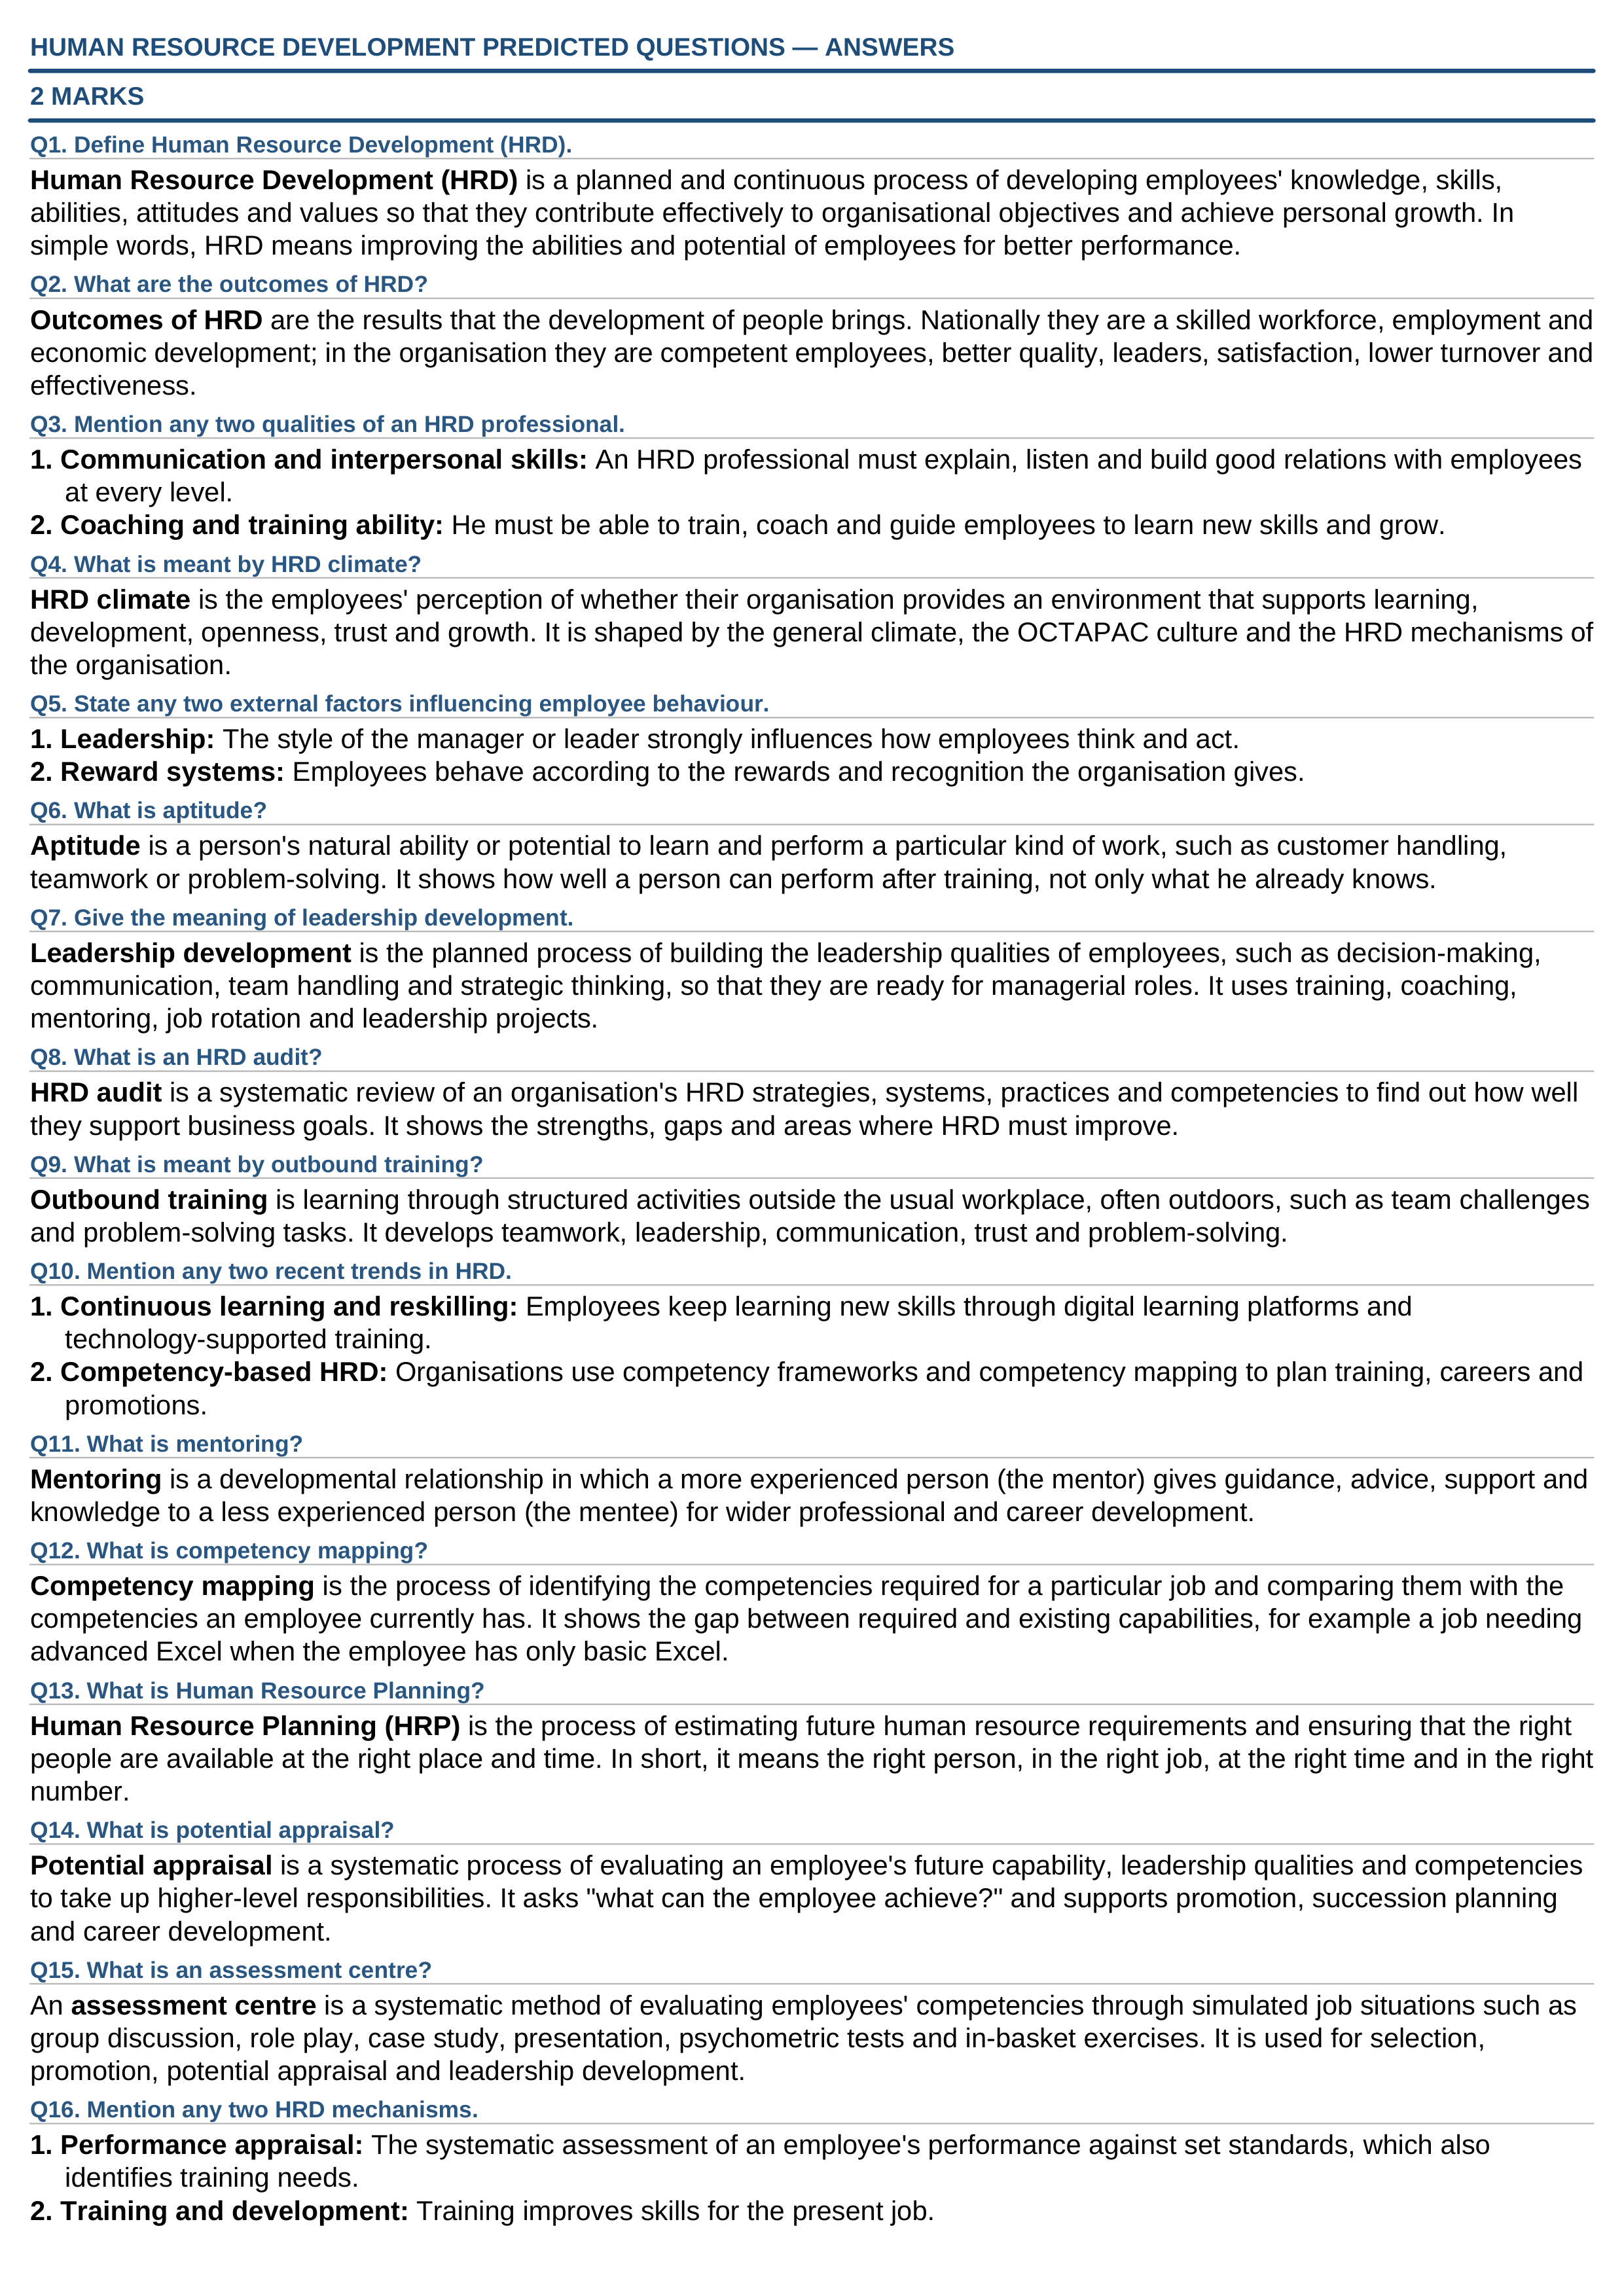 HUMAN RESOURCE DEVELOPMENT PREDICTED QUESTIONS — ANSWERS
2 MARKS
Q1. Define Human Resource Development (HRD).
Human Resource Development (HRD) is a planned and continuous process of developing employees' knowledge, skills,
abilities, attitudes and values so that they contribute effectively to organisational objectives and achieve personal growth. In
simple words, HRD means improving the abilities and potential of employees for better performance.
Q2. What are the outcomes of HRD?
Outcomes of HRD are the results that the development of people brings. Nationally they are a skilled workforce, employment and
economic development; in the organisation they are competent employees, better quality, leaders, satisfaction, lower turnover and
effectiveness.
Q3. Mention any two qualities of an HRD professional.
1. Communication and interpersonal skills: An HRD professional must explain, listen and build good relations with employees
at every level.
2. Coaching and training ability: He must be able to train, coach and guide employees to learn new skills and grow.
Q4. What is meant by HRD climate?
HRD climate is the employees' perception of whether their organisation provides an environment that supports learning,
development, openness, trust and growth. It is shaped by the general climate, the OCTAPAC culture and the HRD mechanisms of
the organisation.
Q5. State any two external factors influencing employee behaviour.
1. Leadership: The style of the manager or leader strongly influences how employees think and act.
2. Reward systems: Employees behave according to the rewards and recognition the organisation gives.
Q6. What is aptitude?
Aptitude is a person's natural ability or potential to learn and perform a particular kind of work, such as customer handling,
teamwork or problem-solving. It shows how well a person can perform after training, not only what he already knows.
Q7. Give the meaning of leadership development.
Leadership development is the planned process of building the leadership qualities of employees, such as decision-making,
communication, team handling and strategic thinking, so that they are ready for managerial roles. It uses training, coaching,
mentoring, job rotation and leadership projects.
Q8. What is an HRD audit?
HRD audit is a systematic review of an organisation's HRD strategies, systems, practices and competencies to find out how well
they support business goals. It shows the strengths, gaps and areas where HRD must improve.
Q9. What is meant by outbound training?
Outbound training is learning through structured activities outside the usual workplace, often outdoors, such as team challenges
and problem-solving tasks. It develops teamwork, leadership, communication, trust and problem-solving.
Q10. Mention any two recent trends in HRD.
1. Continuous learning and reskilling: Employees keep learning new skills through digital learning platforms and
technology-supported training.
2. Competency-based HRD: Organisations use competency frameworks and competency mapping to plan training, careers and
promotions.
Q11. What is mentoring?
Mentoring is a developmental relationship in which a more experienced person (the mentor) gives guidance, advice, support and
knowledge to a less experienced person (the mentee) for wider professional and career development.
Q12. What is competency mapping?
Competency mapping is the process of identifying the competencies required for a particular job and comparing them with the
competencies an employee currently has. It shows the gap between required and existing capabilities, for example a job needing
advanced Excel when the employee has only basic Excel.
Q13. What is Human Resource Planning?
Human Resource Planning (HRP) is the process of estimating future human resource requirements and ensuring that the right
people are available at the right place and time. In short, it means the right person, in the right job, at the right time and in the right
number.
Q14. What is potential appraisal?
Potential appraisal is a systematic process of evaluating an employee's future capability, leadership qualities and competencies
to take up higher-level responsibilities. It asks "what can the employee achieve?" and supports promotion, succession planning
and career development.
Q15. What is an assessment centre?
An assessment centre is a systematic method of evaluating employees' competencies through simulated job situations such as
group discussion, role play, case study, presentation, psychometric tests and in-basket exercises. It is used for selection,
promotion, potential appraisal and leadership development.
Q16. Mention any two HRD mechanisms.
1. Performance appraisal: The systematic assessment of an employee's performance against set standards, which also
identifies training needs.
2. Training and development: Training improves skills for the present job.